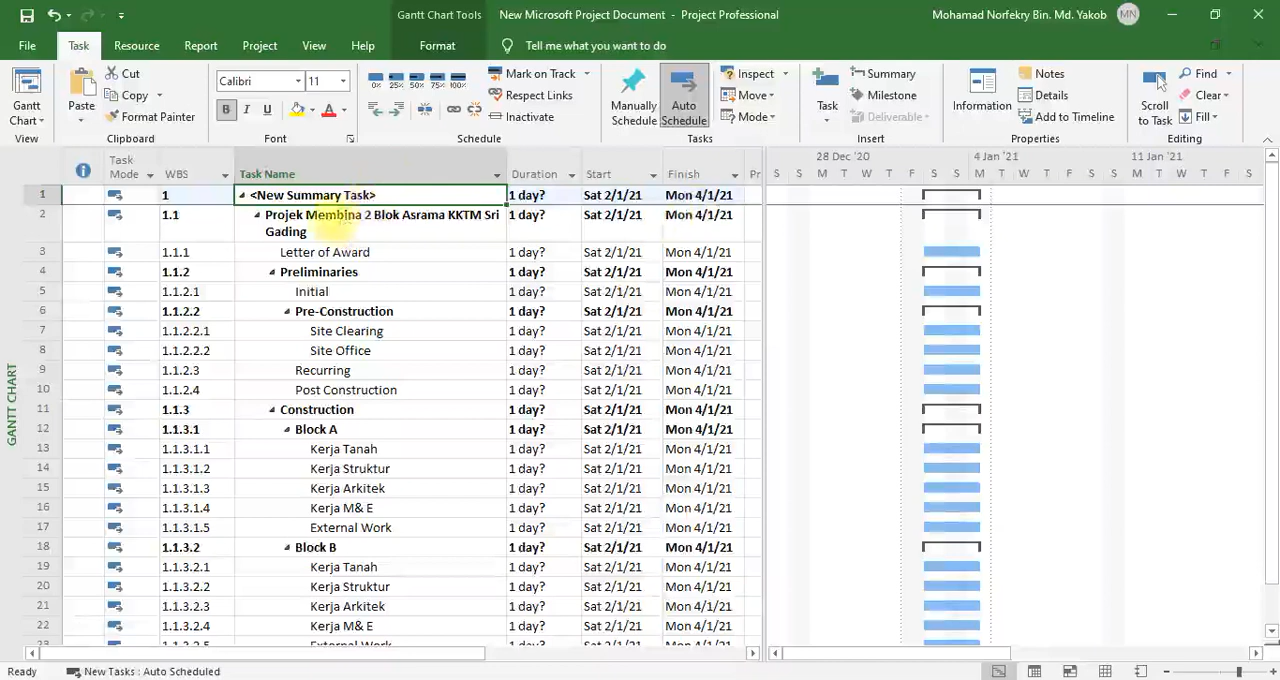 Gantt Chart Tools New Microsoft Project Document - Project Professional Mohamad Norfekry Bin. Md. Yakob MN
File Task Resource Report Project View Help Format Tell me what you want to do
Gantt Chart
View
Paste
Cut
Copy
Format Painter
Clipboard
Calibri 11
B I U A
Font
0% 25% 50% 75% 100%
Mark on Track
Respect Links
Inactivate
Schedule
Manually Schedule
Auto Schedule
Inspect
Move
Mode
Tasks
Task
Summary
Milestone
Deliverable
Insert
Information
Notes
Details
Add to Timeline
Properties
Scroll to Task
Find
Clear
Fill
Editing
Task Mode WBS Task Name Duration Start Finish Pr
28 Dec '20 4 Jan '21 11 Jan '21
S S M T W T F S S M T W T F S S M T W T F S
1 1 <New Summary Task> 1 day? Sat 2/1/21 Mon 4/1/21
2 1.1 Projek Membina 2 Blok Asrama KKTM Sri 1 day? Sat 2/1/21 Mon 4/1/21
Gading
3 1.1.1 Letter of Award 1 day? Sat 2/1/21 Mon 4/1/21
4 1.1.2 Preliminaries 1 day? Sat 2/1/21 Mon 4/1/21
5 1.1.2.1 Initial 1 day? Sat 2/1/21 Mon 4/1/21
6 1.1.2.2 Pre-Construction 1 day? Sat 2/1/21 Mon 4/1/21
7 1.1.2.2.1 Site Clearing 1 day? Sat 2/1/21 Mon 4/1/21
8 1.1.2.2.2 Site Office 1 day? Sat 2/1/21 Mon 4/1/21
9 1.1.2.3 Recurring 1 day? Sat 2/1/21 Mon 4/1/21
10 1.1.2.4 Post Construction 1 day? Sat 2/1/21 Mon 4/1/21
11 1.1.3 Construction 1 day? Sat 2/1/21 Mon 4/1/21
12 1.1.3.1 Block A 1 day? Sat 2/1/21 Mon 4/1/21
13 1.1.3.1.1 Kerja Tanah 1 day? Sat 2/1/21 Mon 4/1/21
14 1.1.3.1.2 Kerja Struktur 1 day? Sat 2/1/21 Mon 4/1/21
15 1.1.3.1.3 Kerja Arkitek 1 day? Sat 2/1/21 Mon 4/1/21
16 1.1.3.1.4 Kerja M& E 1 day? Sat 2/1/21 Mon 4/1/21
17 1.1.3.1.5 External Work 1 day? Sat 2/1/21 Mon 4/1/21
18 1.1.3.2 Block B 1 day? Sat 2/1/21 Mon 4/1/21
19 1.1.3.2.1 Kerja Tanah 1 day? Sat 2/1/21 Mon 4/1/21
20 1.1.3.2.2 Kerja Struktur 1 day? Sat 2/1/21 Mon 4/1/21
21 1.1.3.2.3 Kerja Arkitek 1 day? Sat 2/1/21 Mon 4/1/21
22 1.1.3.2.4 Kerja M& E 1 day? Sat 2/1/21 Mon 4/1/21
23 1.1.3.2.5 External Work 1 day? Sat 2/1/21 Mon 4/1/21
GANTT CHART
Ready New Tasks : Auto Scheduled